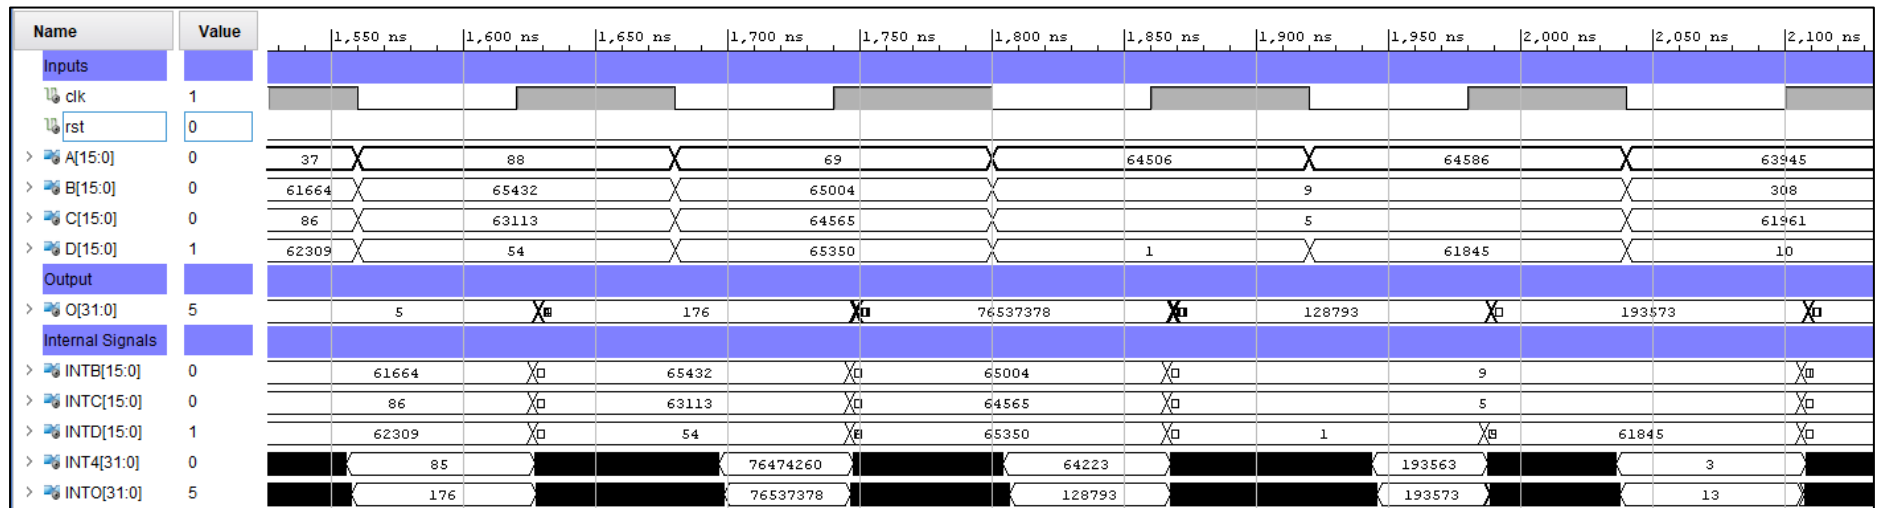 Name Value 1,550 ns 1,600 ns 1,650 ns 1,700 ns 1,750 ns 1,800 ns 1,850 ns 1,900 ns 1,950 ns 2,000 ns 2,050 ns 2,100 ns
Inputs
clk 1
rst 0
A[15:0] 0 37 88 69 64506 64586 63945
B[15:0] 0 61664 65432 65004 9 308
C[15:0] 0 86 63113 64565 5 61961
D[15:0] 1 62309 54 65350 1 61845 10
Output
O[31:0] 5 5 176 76537378 128793 193573
Internal Signals
INTB[15:0] 0 61664 65432 65004 9
INTC[15:0] 0 86 63113 64565 5
INTD[15:0] 1 62309 54 65350 1 61845
INT4[31:0] 0 85 76474260 64223 193563 3
INTO[31:0] 5 176 76537378 128793 193573 13